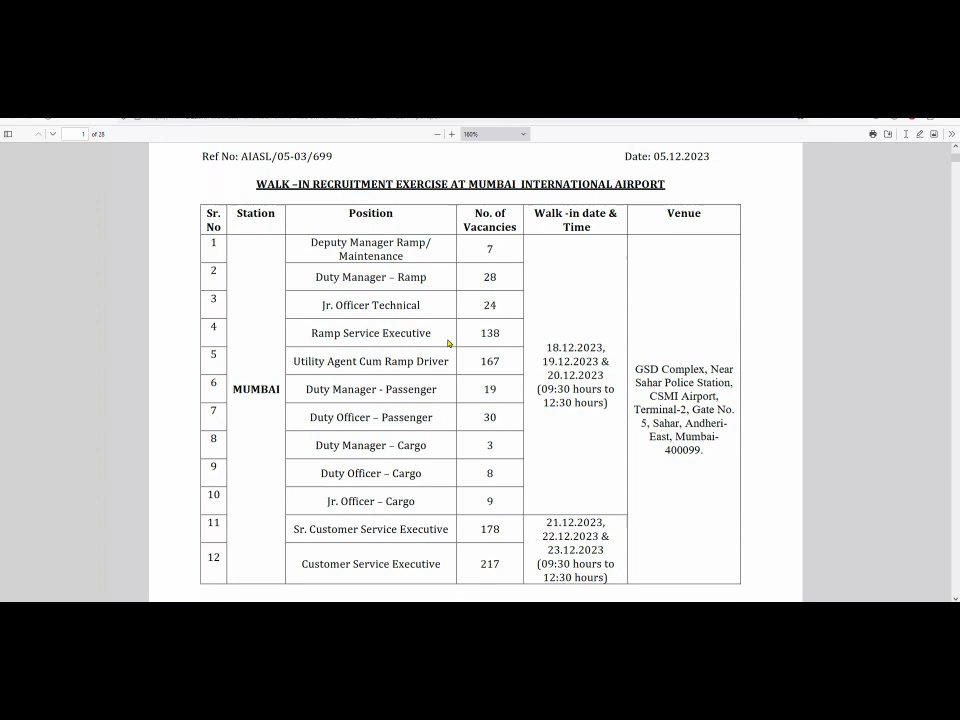 1 of 28
160%
Ref No: AIASL/05-03/699 Date: 05.12.2023
WALK –IN RECRUITMENT EXERCISE AT MUMBAI INTERNATIONAL AIRPORT
Sr. No Station Position No. of Vacancies Walk -in date & Time Venue
1 Deputy Manager Ramp/ Maintenance 7
2 Duty Manager – Ramp 28
3 Jr. Officer Technical 24
4 Ramp Service Executive 138
5 Utility Agent Cum Ramp Driver 167
6 Duty Manager - Passenger 19
7 Duty Officer – Passenger 30
8 Duty Manager – Cargo 3
9 Duty Officer – Cargo 8
10 Jr. Officer – Cargo 9
11 Sr. Customer Service Executive 178
12 Customer Service Executive 217
MUMBAI
18.12.2023,
19.12.2023 &
20.12.2023
(09:30 hours to
12:30 hours)
21.12.2023,
22.12.2023 &
23.12.2023
(09:30 hours to
12:30 hours)
GSD Complex, Near
Sahar Police Station,
CSMI Airport,
Terminal-2, Gate No.
5, Sahar, Andheri-
East, Mumbai-
400099.